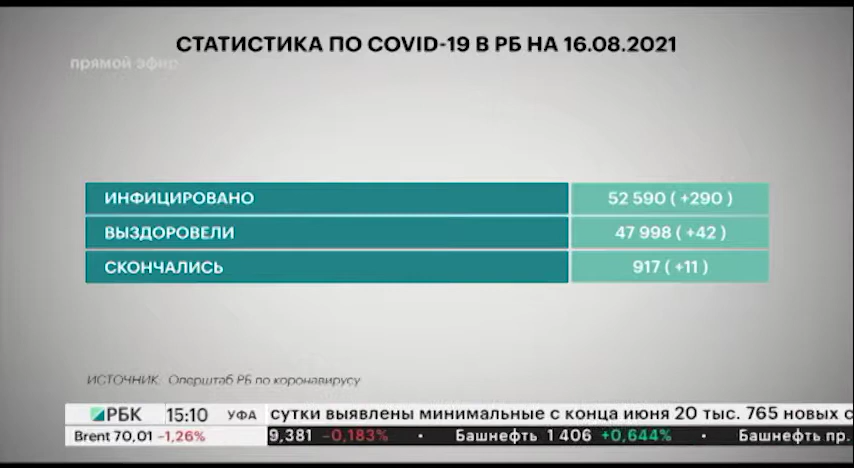 СТАТИСТИКА ПО COVID-19 В РБ НА 16.08.2021
прямой эфир
ИНФИЦИРОВАНО 52 590 ( +290 )
ВЫЗДОРОВЕЛИ 47 998 ( +42 )
СКОНЧАЛИСЬ 917 ( +11 )
ИСТОЧНИК: Оперштаб РБ по коронавирусу
РБК 15:10 УФА сутки выявлены минимальные с конца июня 20 тыс. 765 новых с
Brent 70,01 -1,26% 9,381 -0,183% · Башнефть 1 406 +0,644% · Башнефть пр.